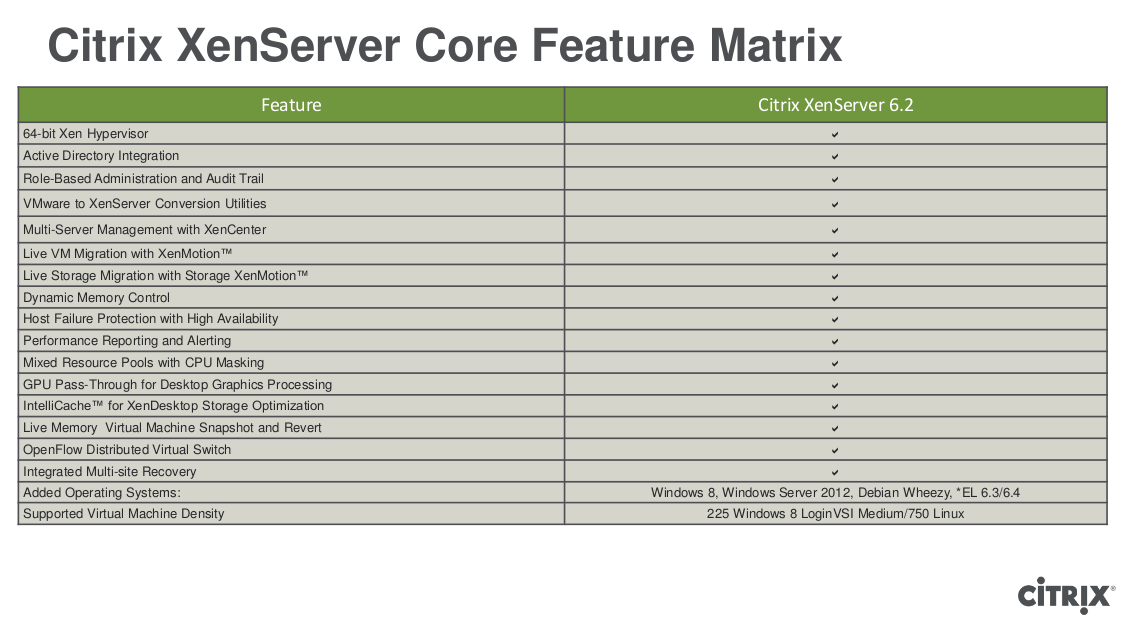 Citrix XenServer Core Feature Matrix
Feature Citrix XenServer 6.2
64-bit Xen Hypervisor ✓
Active Directory Integration ✓
Role-Based Administration and Audit Trail ✓
VMware to XenServer Conversion Utilities ✓
Multi-Server Management with XenCenter ✓
Live VM Migration with XenMotion™ ✓
Live Storage Migration with Storage XenMotion™ ✓
Dynamic Memory Control ✓
Host Failure Protection with High Availability ✓
Performance Reporting and Alerting ✓
Mixed Resource Pools with CPU Masking ✓
GPU Pass-Through for Desktop Graphics Processing ✓
IntelliCache™ for XenDesktop Storage Optimization ✓
Live Memory  Virtual Machine Snapshot and Revert ✓
OpenFlow Distributed Virtual Switch ✓
Integrated Multi-site Recovery ✓
Added Operating Systems: Windows 8, Windows Server 2012, Debian Wheezy, *EL 6.3/6.4
Supported Virtual Machine Density 225 Windows 8 LoginVSI Medium/750 Linux
CİTRIX®